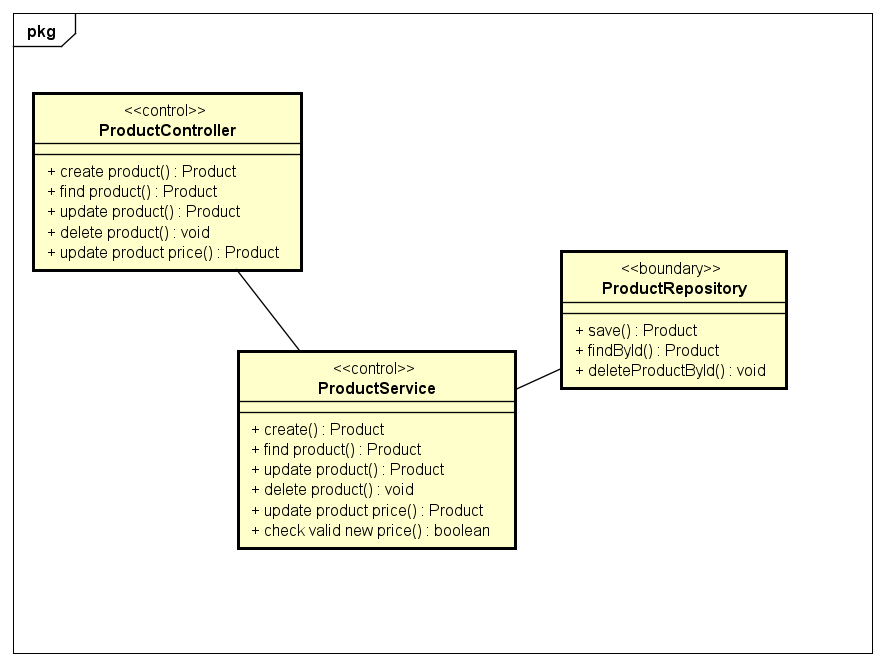 pkg
<<control>>
ProductController
+ create product() : Product
+ find product() : Product
+ update product() : Product
+ delete product() : void
+ update product price() : Product
<<boundary>>
ProductRepository
+ save() : Product
+ findById() : Product
+ deleteProductById() : void
<<control>>
ProductService
+ create() : Product
+ find product() : Product
+ update product() : Product
+ delete product() : void
+ update product price() : Product
+ check valid new price() : boolean